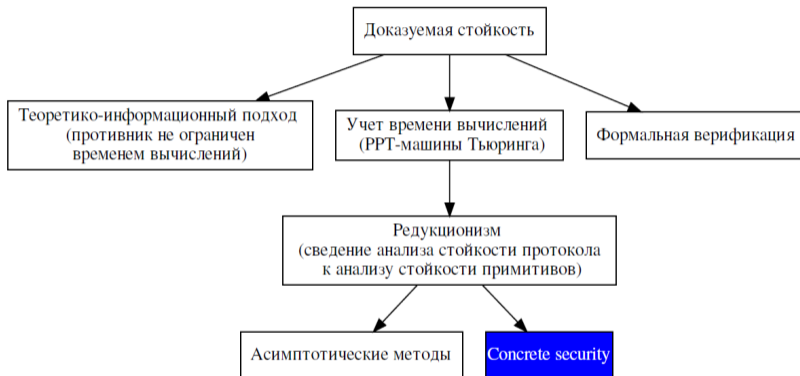 Доказуемая стойкость
Теоретико-информационный подход
(противник не ограничен
временем вычислений)
Учет времени вычислений
(PPT-машины Тьюринга)
Формальная верификация
Редукционизм
(сведение анализа стойкости протокола
к анализу стойкости примитивов)
Асимптотические методы
Concrete security